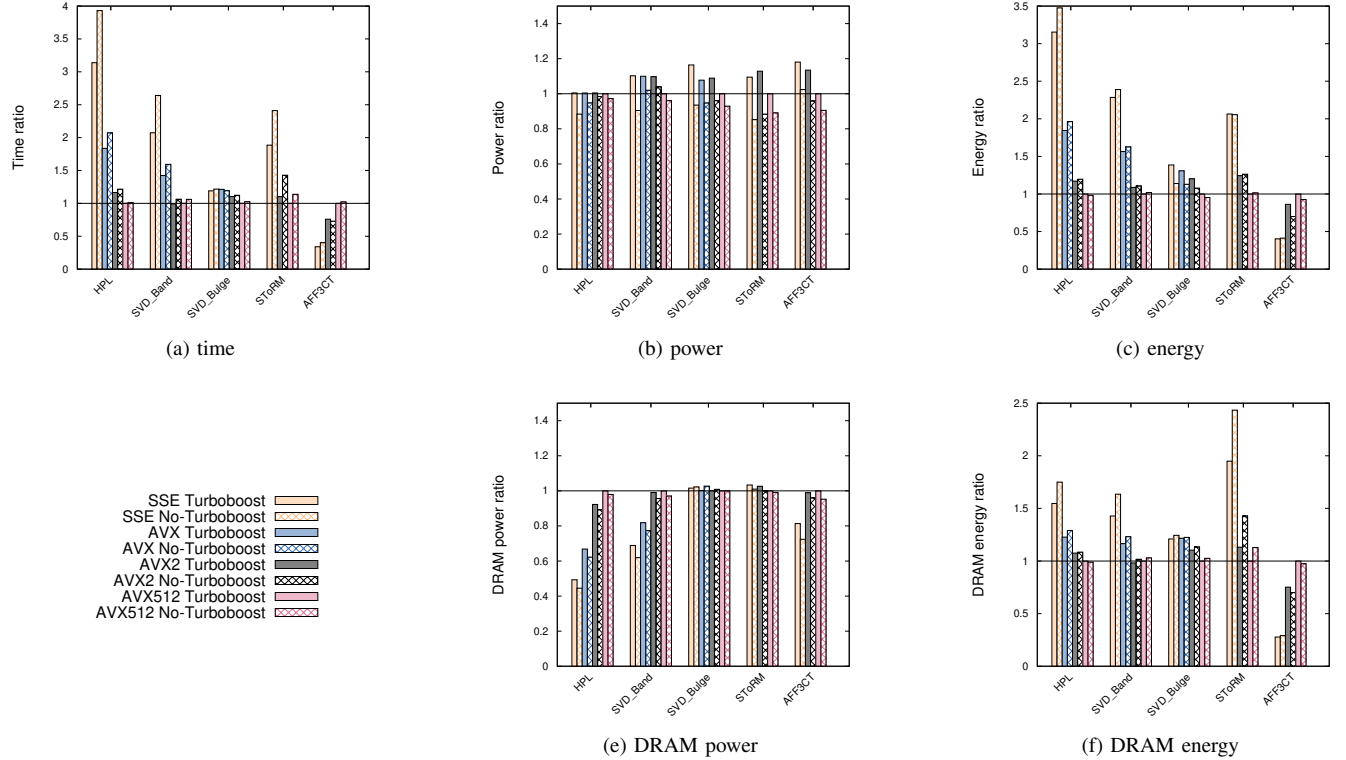 Time ratio
4
3.5
3
2.5
2
1.5
1
0.5
0
HPL
SVD_Band
SVD_Bulge
SToRM
AFF3CT
(a) time
Power ratio
1.4
1.2
1
0.8
0.6
0.4
0.2
0
HPL
SVD_Band
SVD_Bulge
SToRM
AFF3CT
(b) power
Energy ratio
3.5
3
2.5
2
1.5
1
0.5
0
HPL
SVD_Band
SVD_Bulge
SToRM
AFF3CT
(c) energy
SSE Turboboost
SSE No-Turboboost
AVX Turboboost
AVX No-Turboboost
AVX2 Turboboost
AVX2 No-Turboboost
AVX512 Turboboost
AVX512 No-Turboboost
DRAM power ratio
1.4
1.2
1
0.8
0.6
0.4
0.2
0
HPL
SVD_Band
SVD_Bulge
SToRM
AFF3CT
(e) DRAM power
DRAM energy ratio
2.5
2
1.5
1
0.5
0
HPL
SVD_Band
SVD_Bulge
SToRM
AFF3CT
(f) DRAM energy